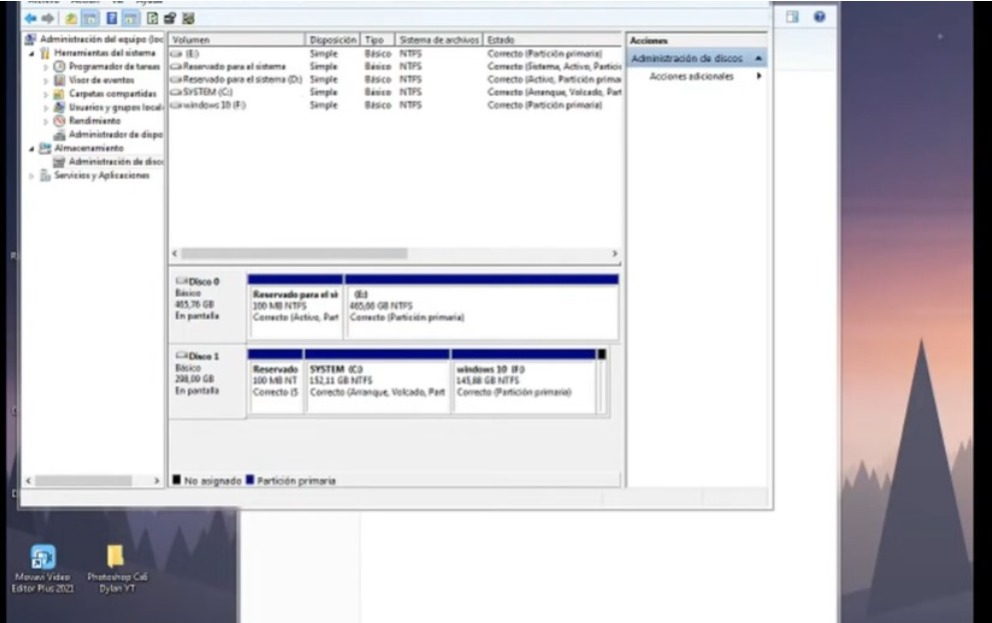 Archivo Acción Ver Ayuda
Administración del equipo (loc
Herramientas del sistema
Programador de tareas
Visor de eventos
Carpetas compartidas
Usuarios y grupos locale
Rendimiento
Administrador de dispo
Almacenamiento
Administración de disco
Servicios y Aplicaciones
Volumen Disposición Tipo Sistema de archivos Estado
(E:) Simple Básico NTFS Correcto (Partición primaria)
Reservado para el sistema Simple Básico NTFS Correcto (Sistema, Activo, Partició
Reservado para el sistema (D:) Simple Básico NTFS Correcto (Activo, Partición primar
SYSTEM (C:) Simple Básico NTFS Correcto (Arranque, Volcado, Part
windows 10 (F:) Simple Básico NTFS Correcto (Partición primaria)
Acciones
Administración de discos
Acciones adicionales
Disco 0
Básico
465,76 GB
En pantalla
Reservado para el si
100 MB NTFS
Correcto (Activo, Part
(E:)
465,66 GB NTFS
Correcto (Partición primaria)
Disco 1
Básico
298,09 GB
En pantalla
Reservado
100 MB NT
Correcto (S
SYSTEM (C:)
152,11 GB NTFS
Correcto (Arranque, Volcado, Part
windows 10 (F:)
145,88 GB NTFS
Correcto (Partición primaria)
No asignado Partición primaria
Movavi Video
Editor Plus 2021
Photoshop Cs6
Dylan YT